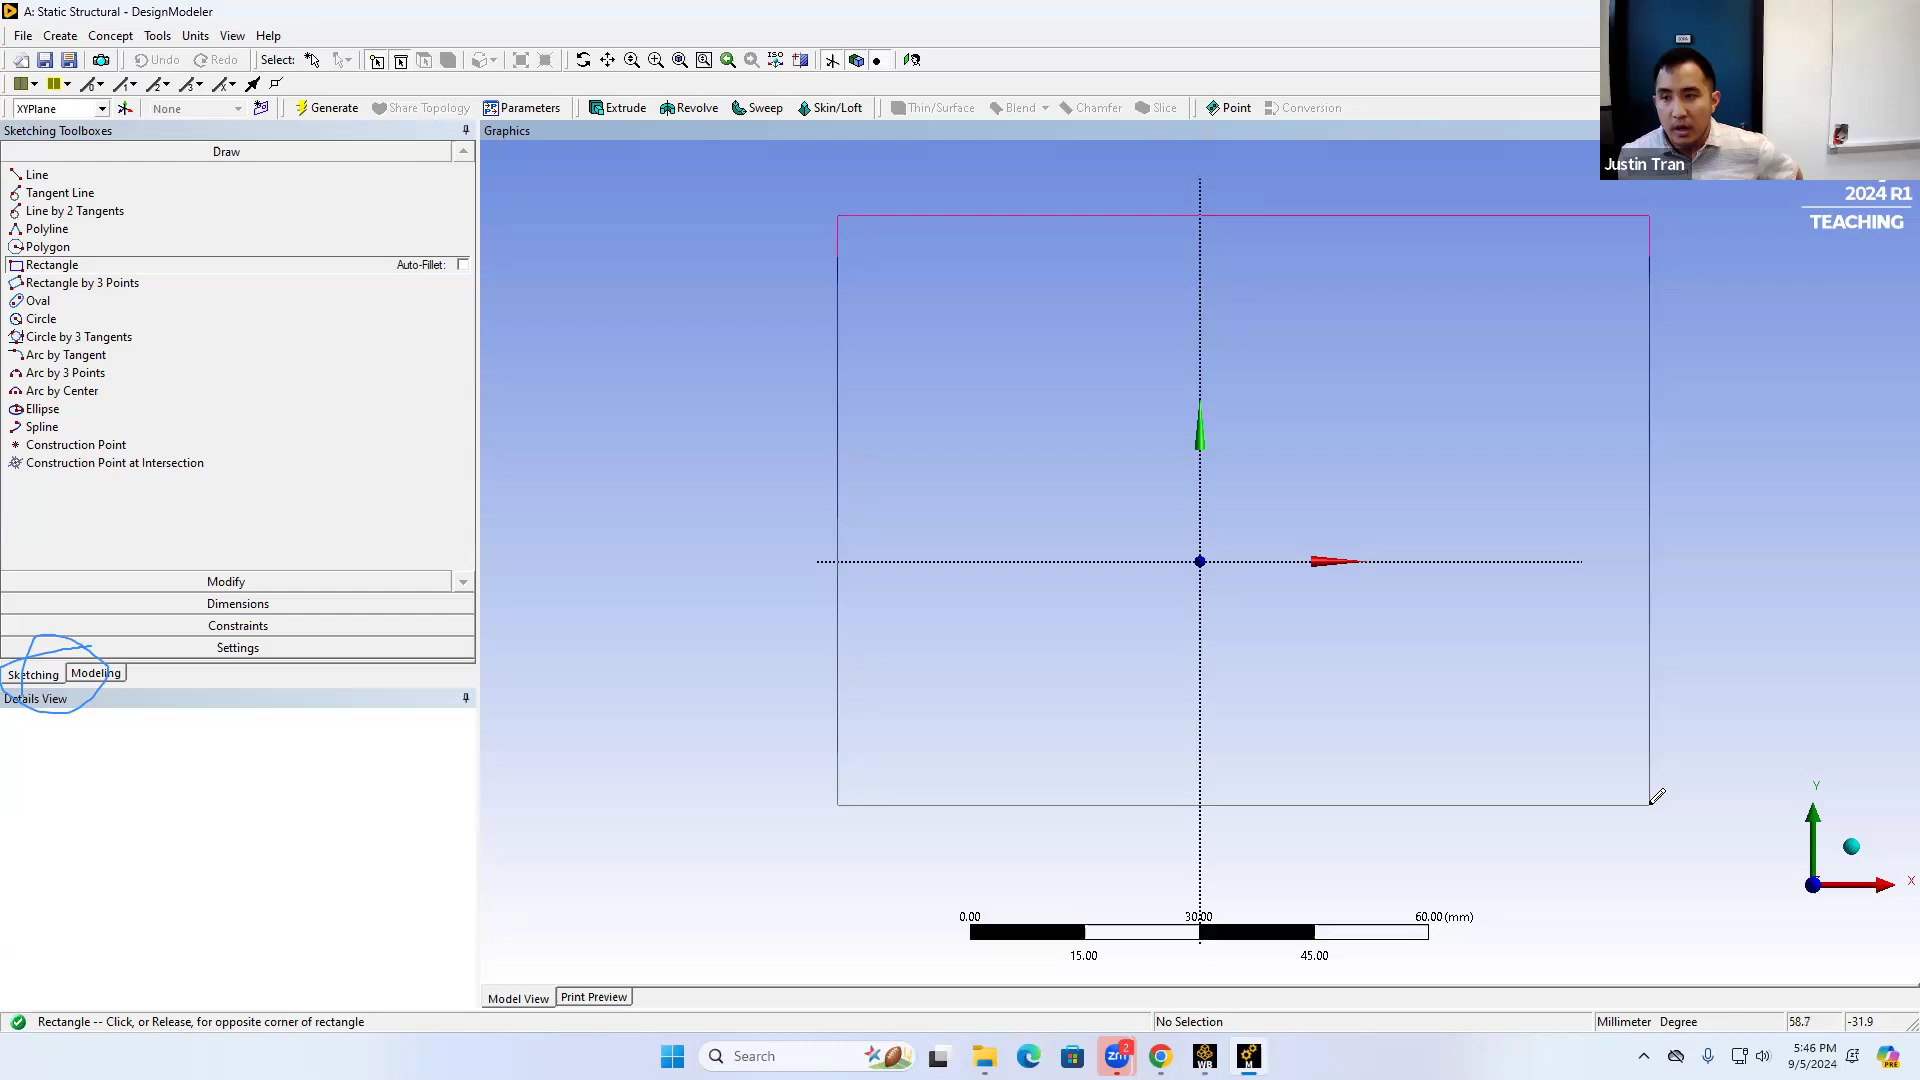 A: Static Structural - DesignModeler
File Create Concept Tools Units View Help
Undo Redo Select:
XYPlane None Generate Share Topology Parameters Extrude Revolve Sweep Skin/Loft Thin/Surface Blend Chamfer Slice Point Conversion
Sketching Toolboxes
Graphics
Draw
Line
Tangent Line
Line by 2 Tangents
Polyline
Polygon
Rectangle Auto-Fillet:
Rectangle by 3 Points
Oval
Circle
Circle by 3 Tangents
Arc by Tangent
Arc by 3 Points
Arc by Center
Ellipse
Spline
Construction Point
Construction Point at Intersection
Modify
Dimensions
Constraints
Settings
Sketching Modeling
Details View
Justin Tran
2024 R1
TEACHING
Y
X
0.00 30.00 60.00 (mm)
15.00 45.00
Model View Print Preview
Rectangle -- Click, or Release, for opposite corner of rectangle
No Selection
Millimeter Degree 58.7 -31.9
Search
zm
2
WB
M
5:46 PM
9/5/2024
PRE